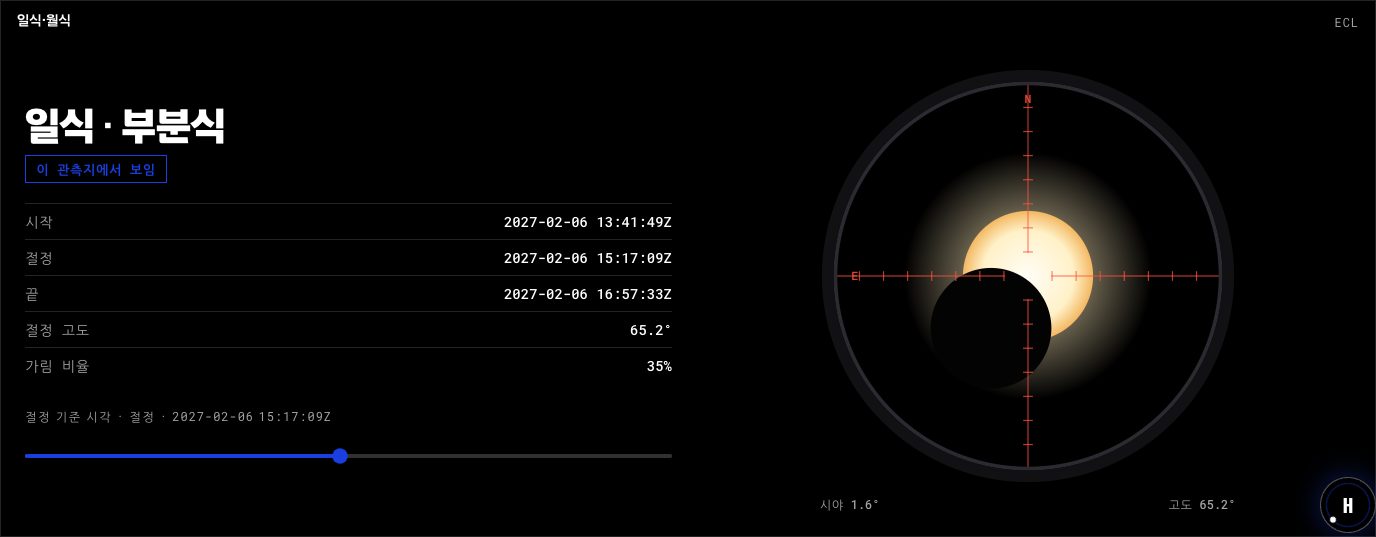 일식·월식
ECL
일식 · 부분식
이 관측지에서 보임
시작 2027-02-06 13:41:49Z
절정 2027-02-06 15:17:09Z
끝 2027-02-06 16:57:33Z
절정 고도 65.2°
가림 비율 35%
절정 기준 시각 · 절정 · 2027-02-06 15:17:09Z
N
E
시야 1.6°
고도 65.2°
H